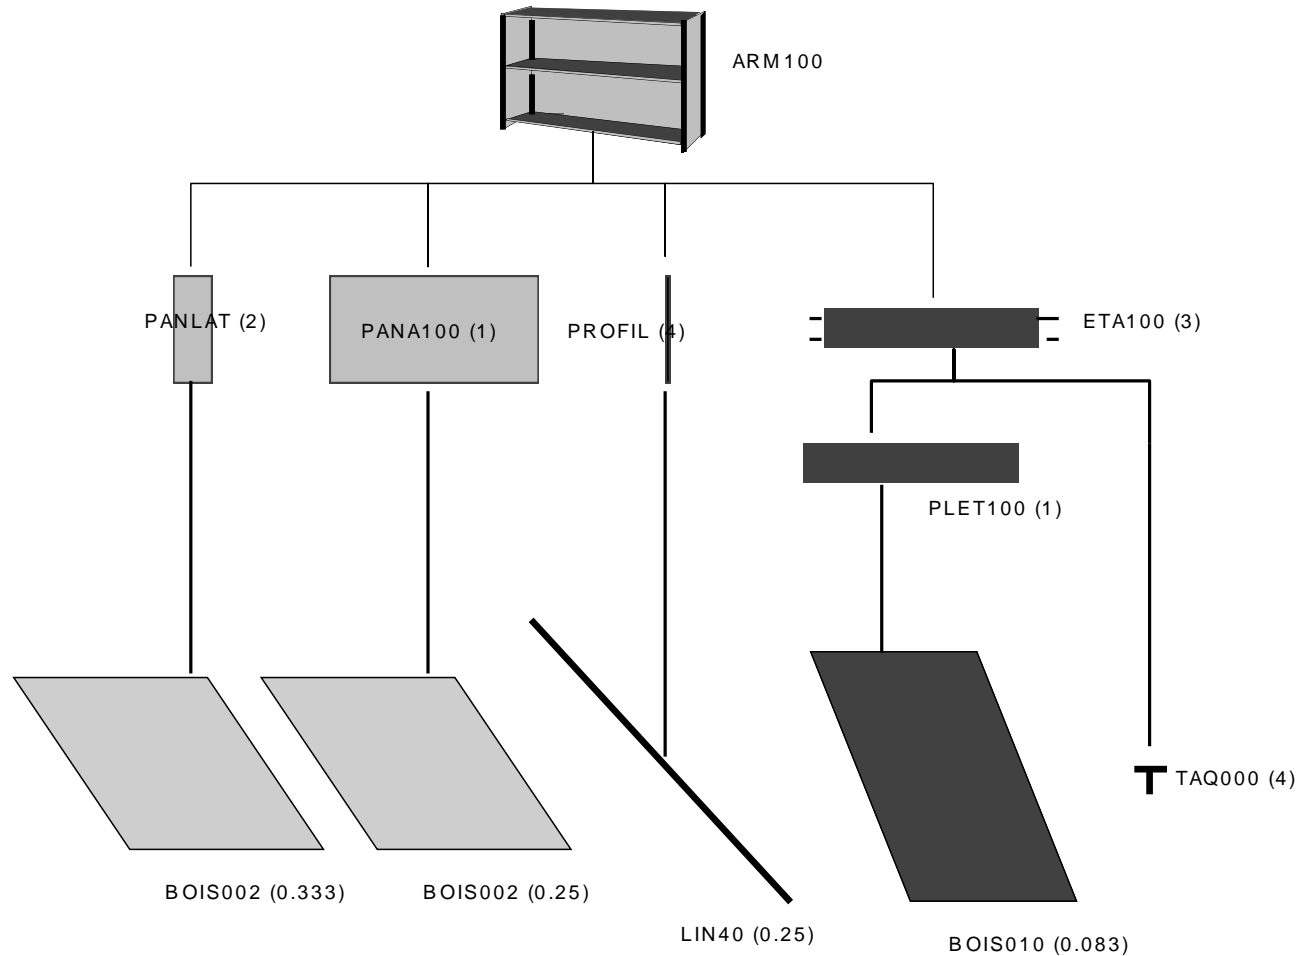 ARM100
PANLAT (2)
PANA100 (1)
PROFIL (4)
ETA100 (3)
PLET100 (1)
TAQ000 (4)
BOIS002 (0.333)
BOIS002 (0.25)
LIN40 (0.25)
BOIS010 (0.083)